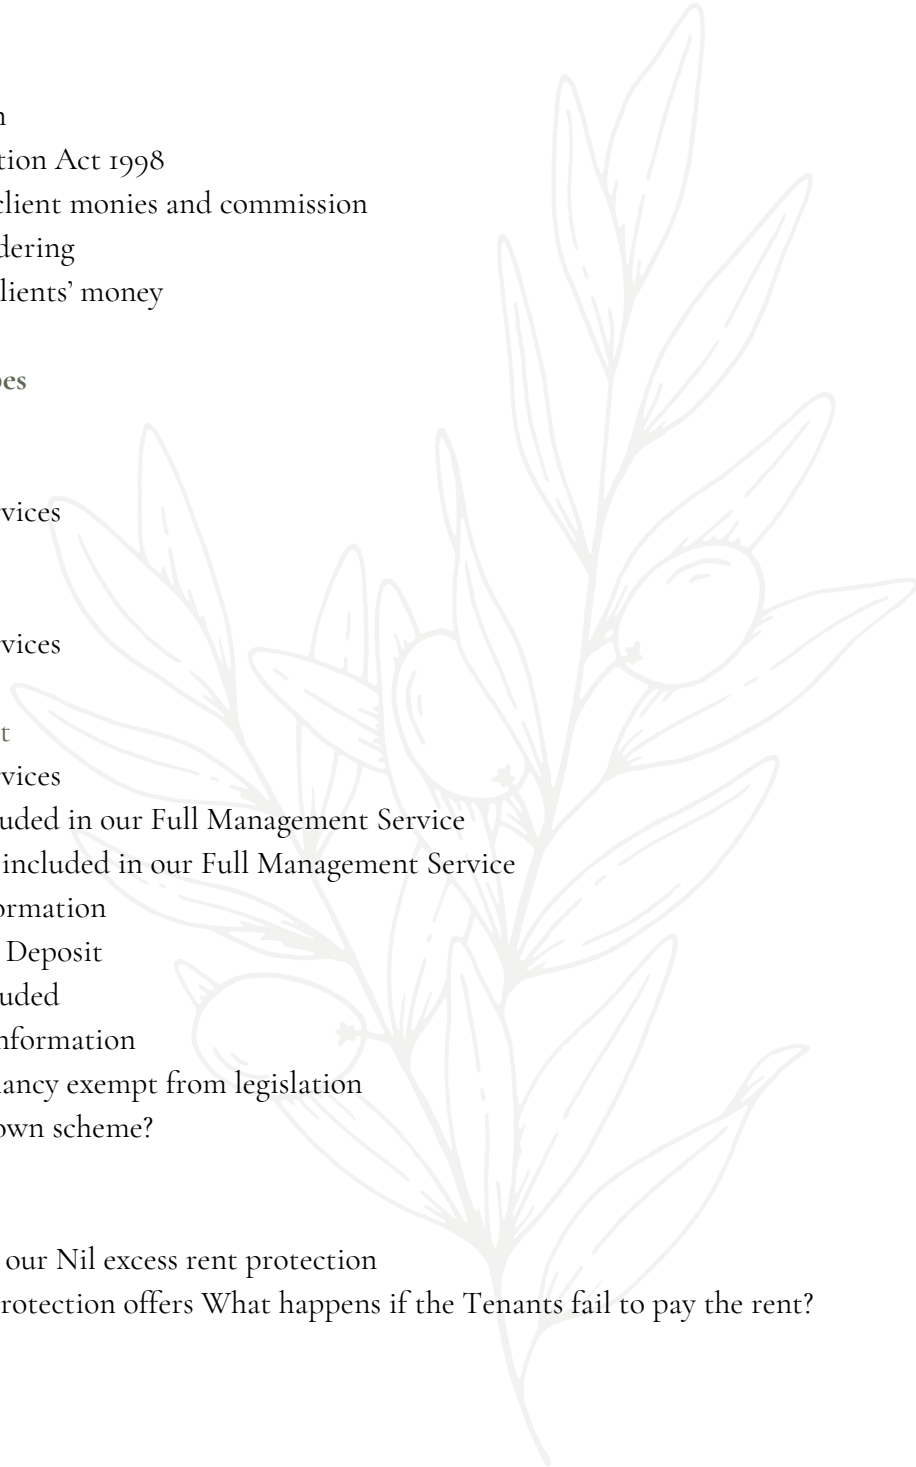 n
tion Act 1998
client monies and commission
dering
lients’ money
pes
vices
vices
t
vices
uded in our Full Management Service
included in our Full Management Service
ormation
Deposit
uded
nformation
ancy exempt from legislation
own scheme?
our Nil excess rent protection
rotection offers What happens if the Tenants fail to pay the rent?